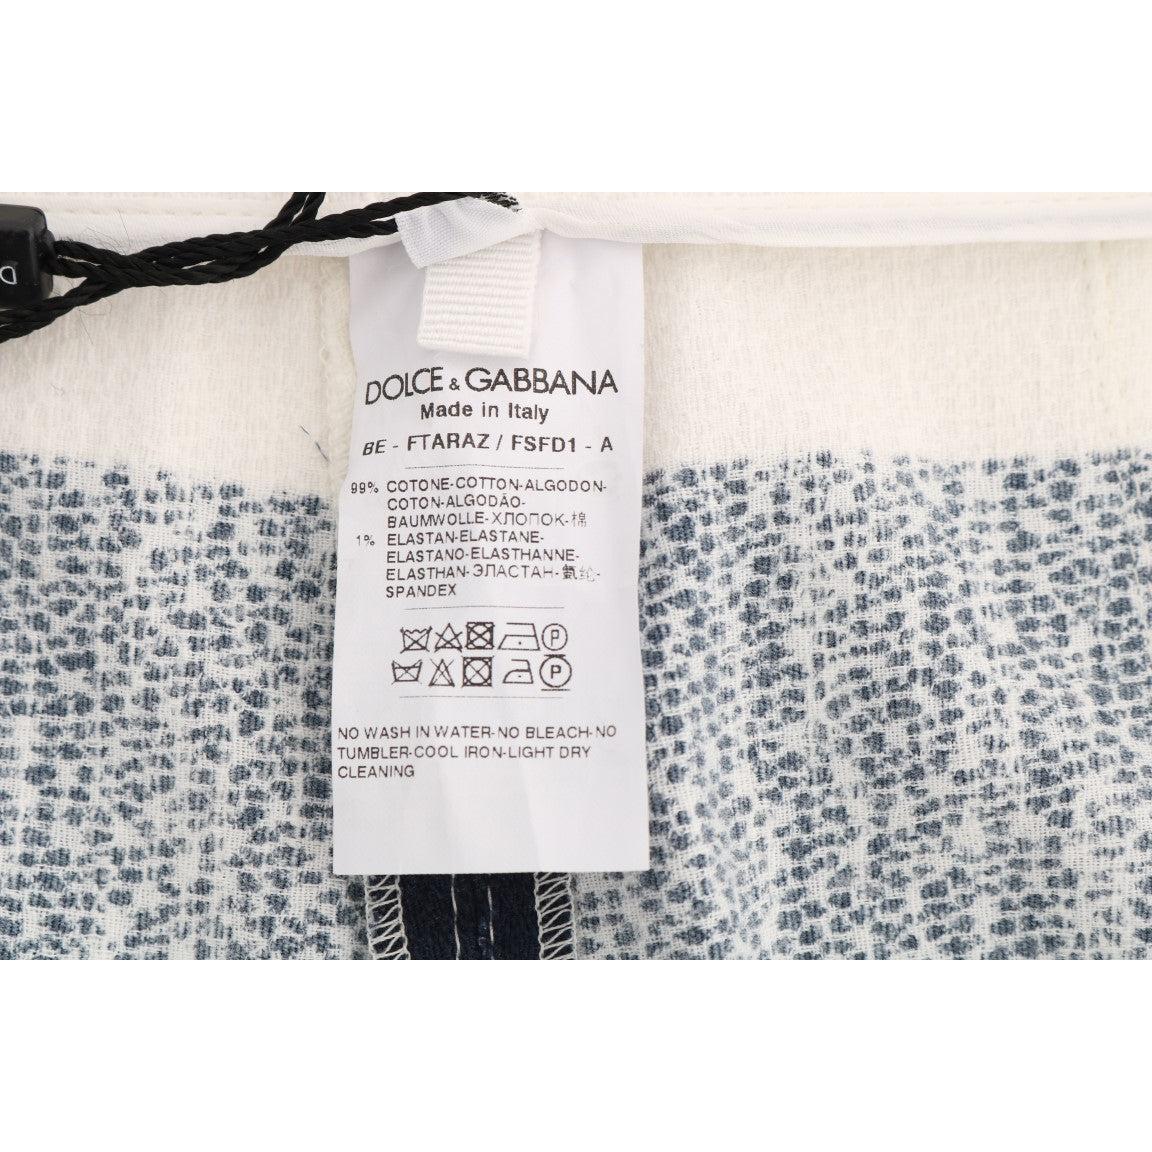 D
DOLCE & GABBANA
Made in Italy
BE - FTARAZ / FSFD1 - A
99% COTONE-COTTON-ALGODON-
COTON-ALGODÃO-
BAUMWOLLE-ХЛОПОК-棉
1% ELASTAN-ELASTANE-
ELASTANO-ELASTHANNE-
ELASTHAN-ЭЛАСТАН-氨纶-
SPANDEX
P
P
NO WASH IN WATER-NO BLEACH-NO
TUMBLER-COOL IRON-LIGHT DRY
CLEANING